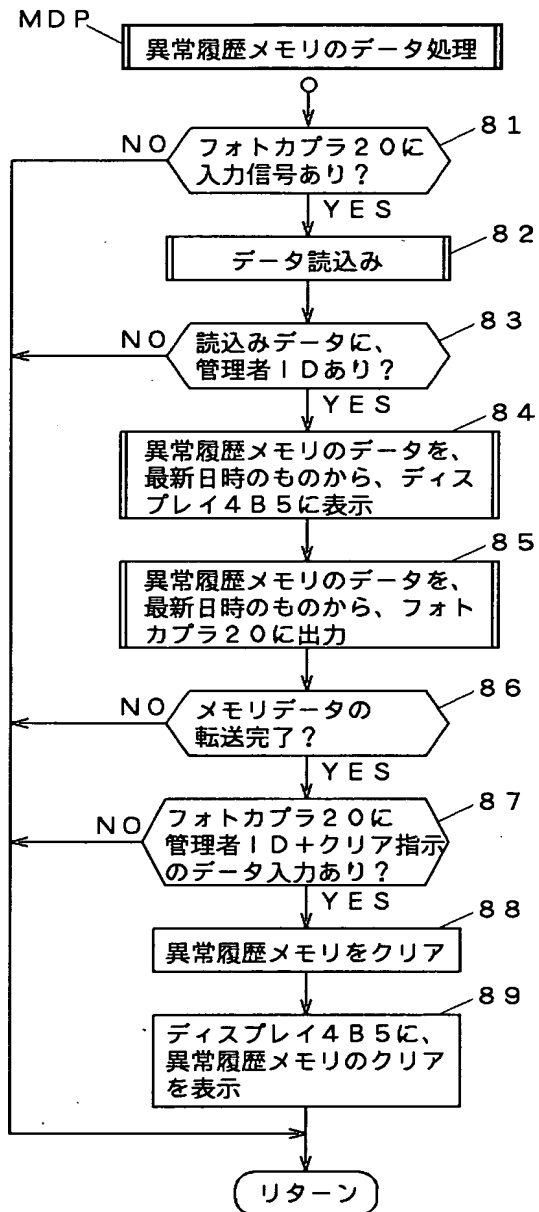 MDP
異常履歴メモリのデータ処理
81
NO
フォトカプラ20に
入力信号あり?
YES
82
データ読込み
83
NO
読込みデータに、
管理者IDあり?
YES
84
異常履歴メモリのデータを、
最新日時のものから、ディス
プレイ4B5に表示
85
異常履歴メモリのデータを、
最新日時のものから、フォト
カプラ20に出力
86
NO
メモリデータの
転送完了?
YES
87
NO
フォトカプラ20に
管理者ID+クリア指示
のデータ入力あり?
YES
88
異常履歴メモリをクリア
89
ディスプレイ4B5に、
異常履歴メモリのクリア
を表示
リターン